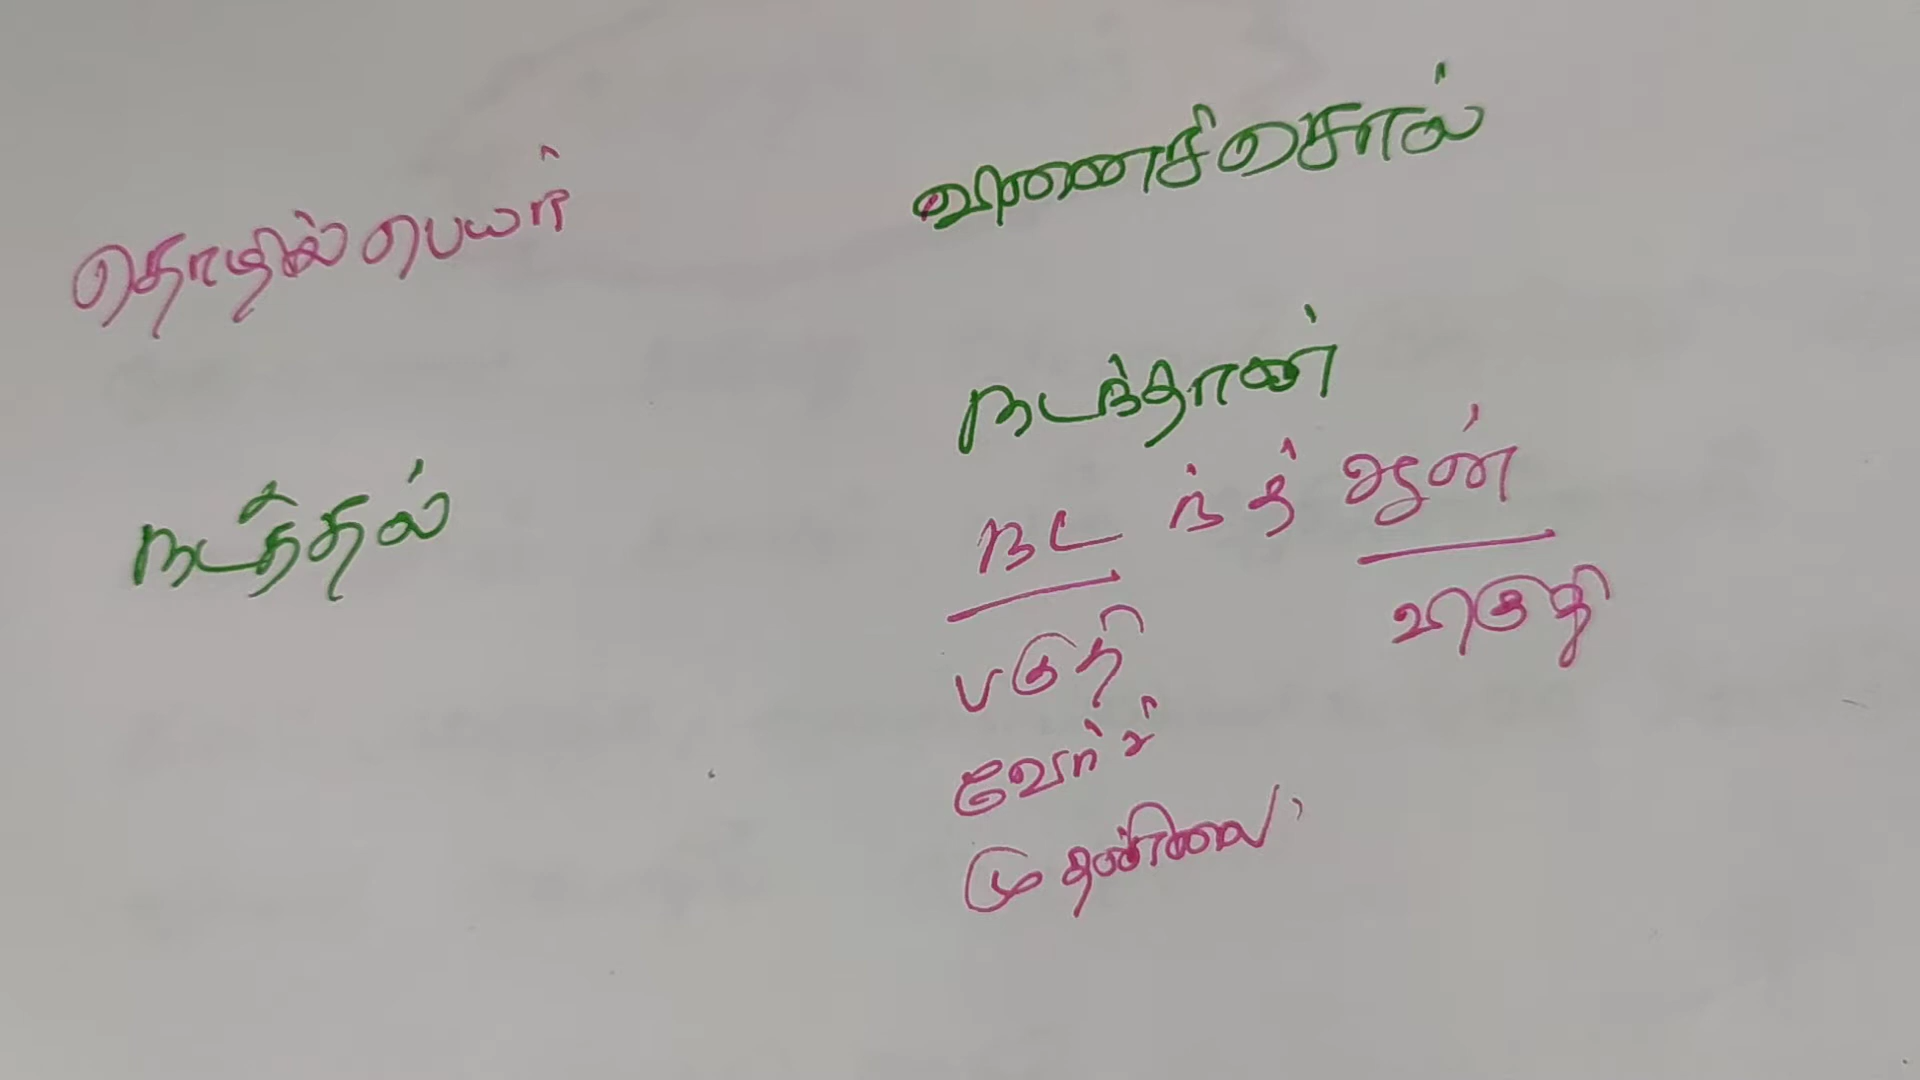 தொழில் பெயர்
வினைச்சொல்
நடந்தான்
நடத்தல்
நட ந் த் ஆன்
பகுதி
விகுதி
வேர்ச்
முதனிலை